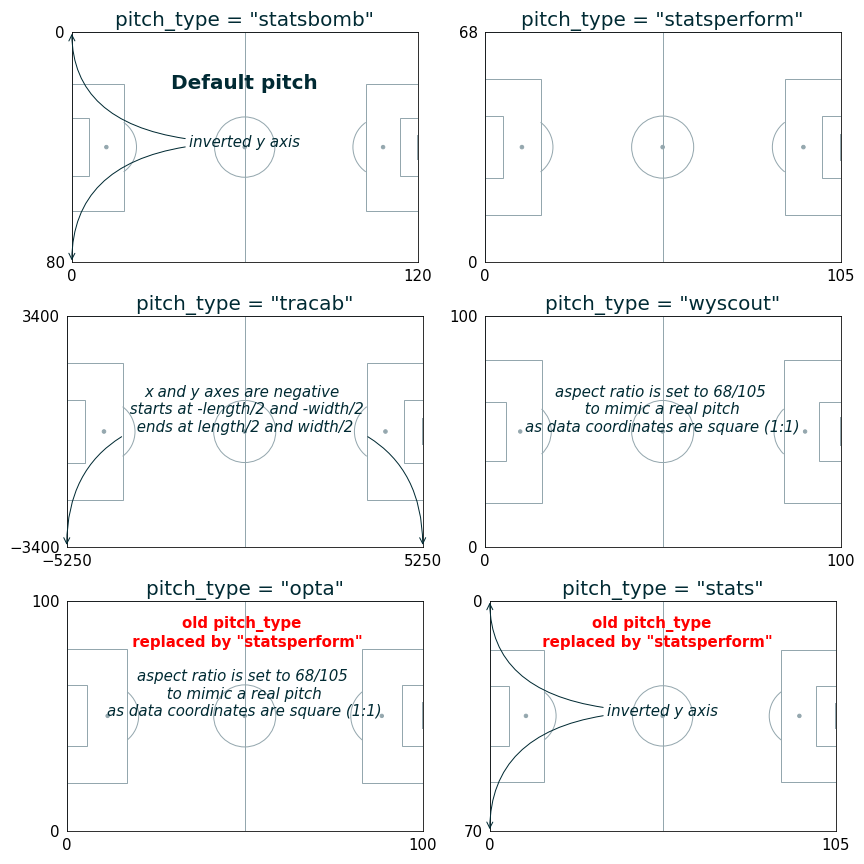 pitch_type = "statsbomb"
0
Default pitch
inverted y axis
80
0
120
pitch_type = "statsperform"
68
0
0
105
pitch_type = "tracab"
3400
x and y axes are negative
starts at -length/2 and -width/2
ends at length/2 and width/2
−3400
−5250
5250
pitch_type = "wyscout"
100
aspect ratio is set to 68/105
to mimic a real pitch
as data coordinates are square (1:1)
0
0
100
pitch_type = "opta"
100
old pitch_type
replaced by "statsperform"
aspect ratio is set to 68/105
to mimic a real pitch
as data coordinates are square (1:1)
0
0
100
pitch_type = "stats"
0
old pitch_type
replaced by "statsperform"
inverted y axis
70
0
105